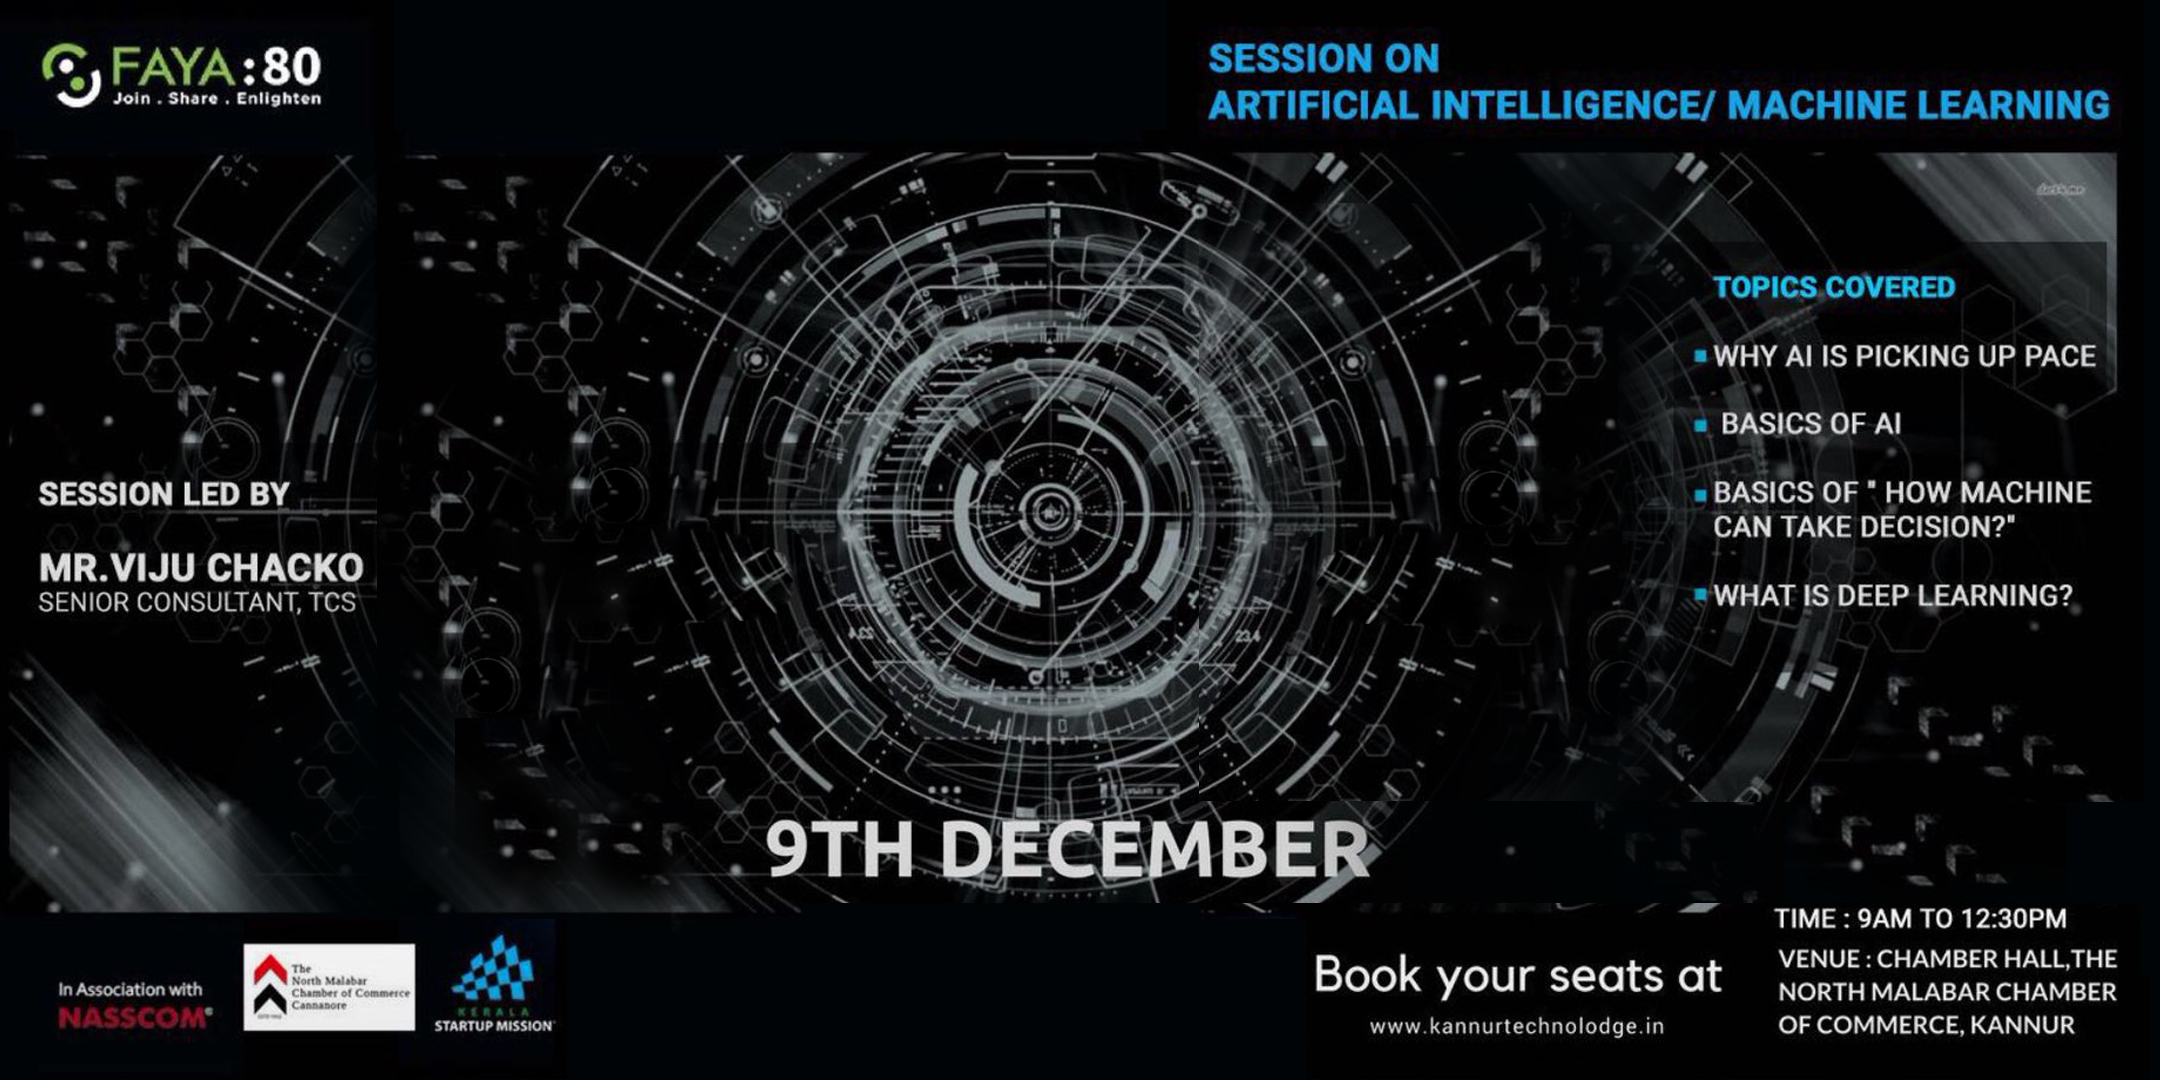 FAYA:80
Join . Share . Enlighten
SESSION ON
ARTIFICIAL INTELLIGENCE/ MACHINE LEARNING
TOPICS COVERED
WHY AI IS PICKING UP PACE
BASICS OF AI
BASICS OF " HOW MACHINE
CAN TAKE DECISION?"
WHAT IS DEEP LEARNING?
SESSION LED BY
MR.VIJU CHACKO
SENIOR CONSULTANT, TCS
23.4
9TH DECEMBER
In Association with
NASSCOM®
The
North Malabar
Chamber of Commerce
Cannanore
KERALA
STARTUP MISSION
Book your seats at
www.kannurtechnolodge.in
TIME : 9AM TO 12:30PM
VENUE : CHAMBER HALL,THE
NORTH MALABAR CHAMBER
OF COMMERCE, KANNUR